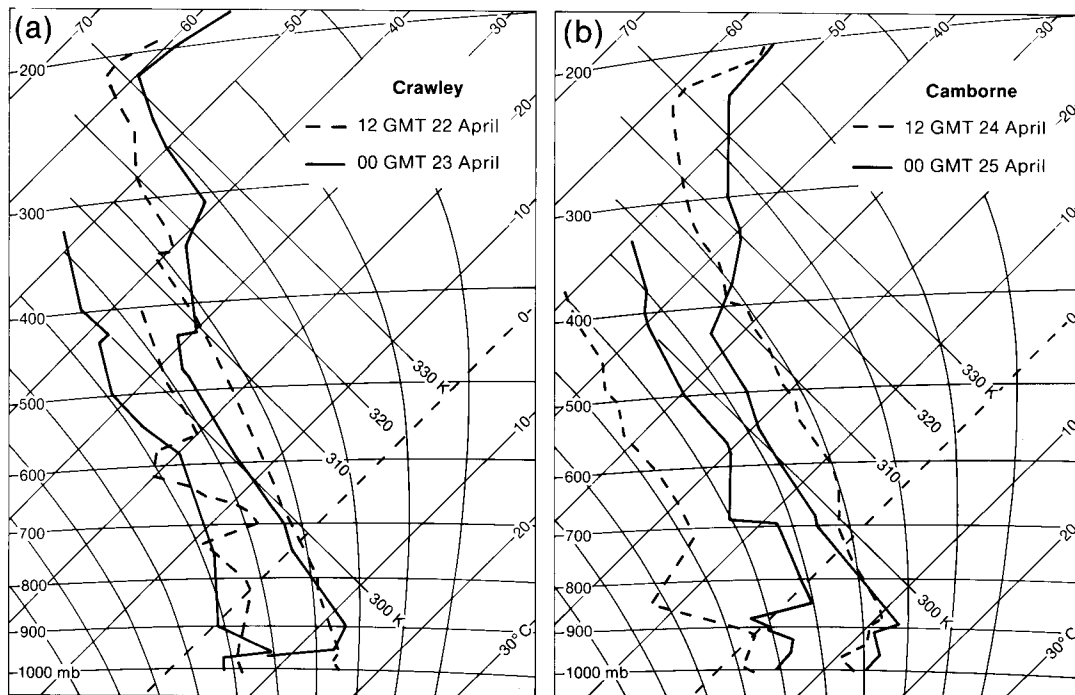 (a)
-70
-60
-50
-40
-30
-20
-10
0
10
20
30°C
-200
-300
-400
-500
-600
-700
-800
-900
-1000 mb
Crawley
12 GMT 22 April
00 GMT 23 April
330 K
320
310
300 K
(b)
-70
-60
-50
-40
-30
-20
-10
0
10
20
30°C
-200
-300
-400
-500
-600
-700
-800
-900
-1000 mb
Camborne
12 GMT 24 April
00 GMT 25 April
330 K
320
310
300 K